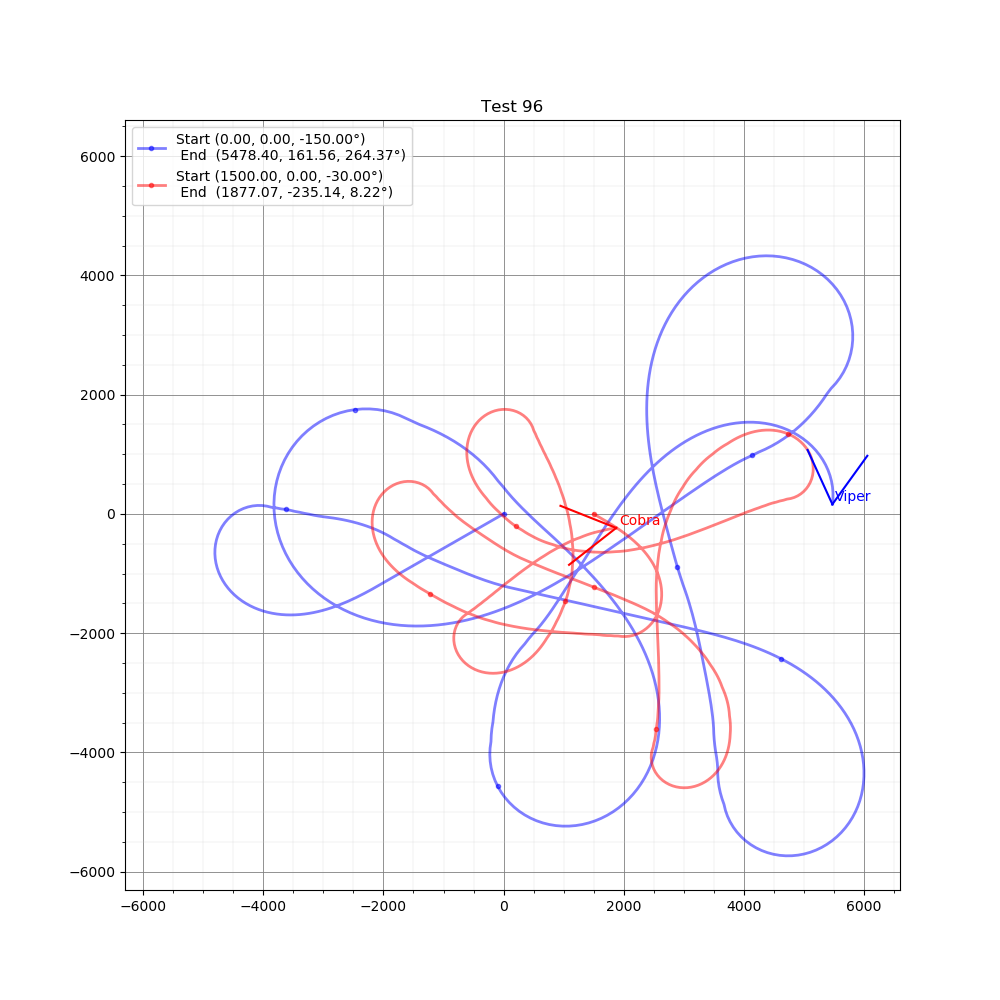 Test 96
Start (0.00, 0.00, -150.00°)
End (5478.40, 161.56, 264.37°)
Start (1500.00, 0.00, -30.00°)
End (1877.07, -235.14, 8.22°)
6000
4000
2000
0
−2000
−4000
−6000
Viper
Cobra
−6000 −4000 −2000 0 2000 4000 6000